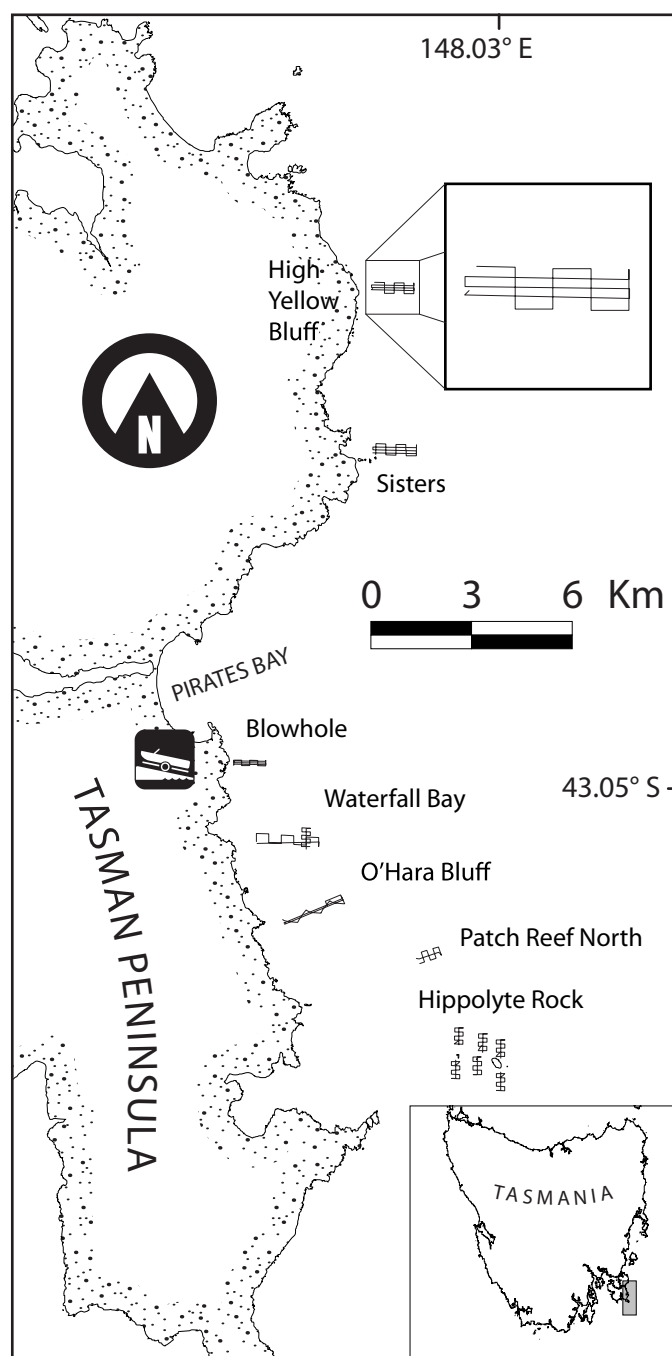 148.03° E
High
Yellow
Bluff
N
Sisters
0 3 6 Km
PIRATES BAY
Blowhole
43.05° S
Waterfall Bay
O'Hara Bluff
TASMAN PENINSULA
Patch Reef North
Hippolyte Rock
TASMANIA